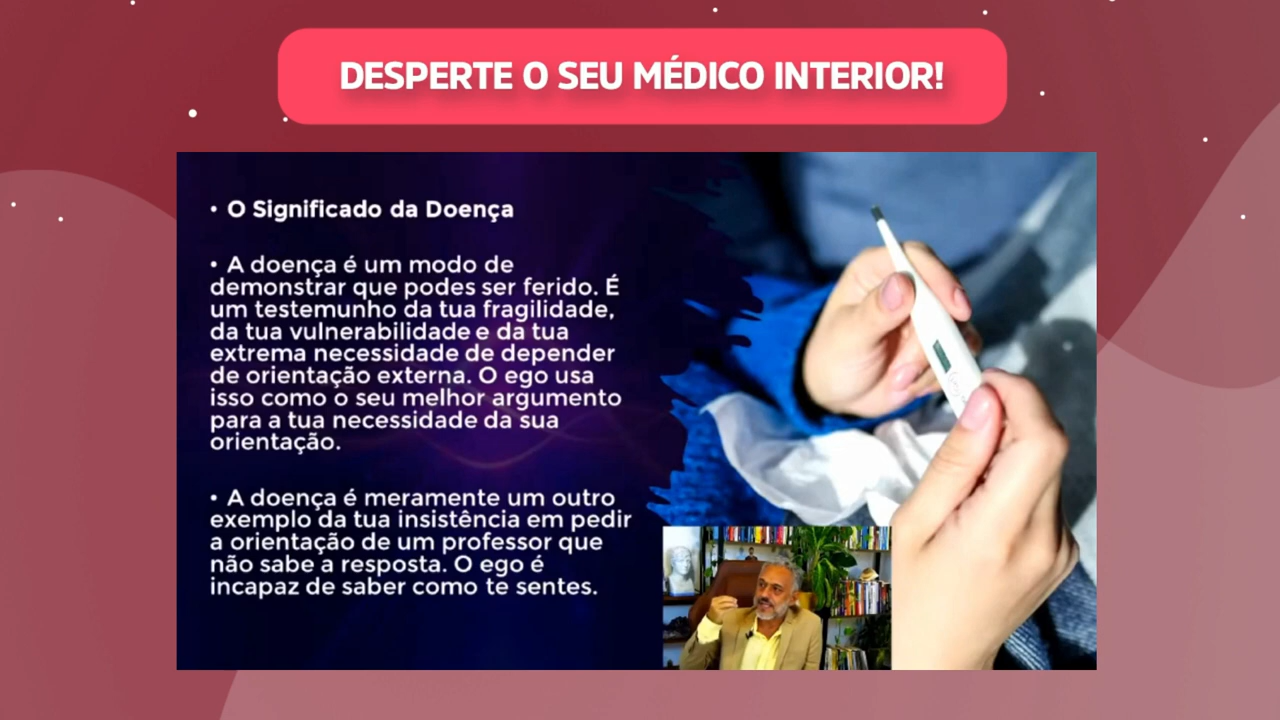 DESPERTE O SEU MÉDICO INTERIOR!
• O Significado da Doença
• A doença é um modo de
demonstrar que podes ser ferido. É
um testemunho da tua fragilidade,
da tua vulnerabilidade e da tua
extrema necessidade de depender
de orientação externa. O ego usa
isso como o seu melhor argumento
para a tua necessidade da sua
orientação.
• A doença é meramente um outro
exemplo da tua insistência em pedir
a orientação de um professor que
não sabe a resposta. O ego é
incapaz de saber como te sentes.